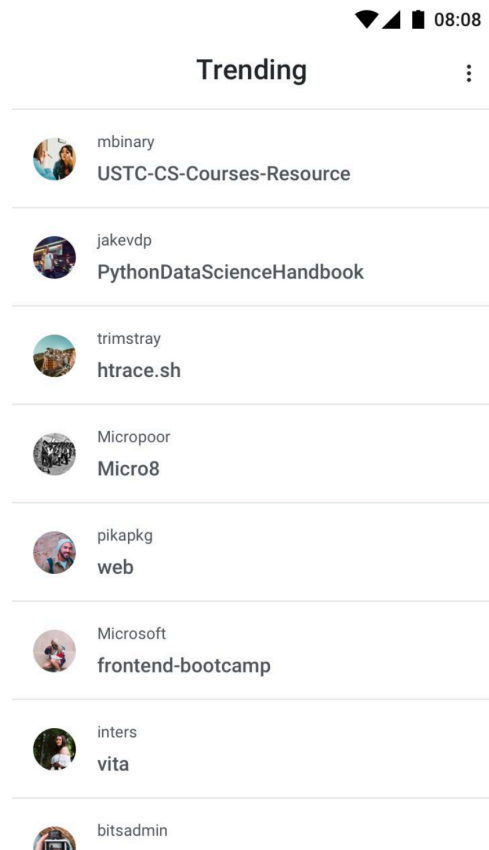 08:08
Trending
mbinary
USTC-CS-Courses-Resource
jakevdp
PythonDataScienceHandbook
trimstray
htrace.sh
Micropoor
Micro8
pikapkg
web
Microsoft
frontend-bootcamp
inters
vita
bitsadmin